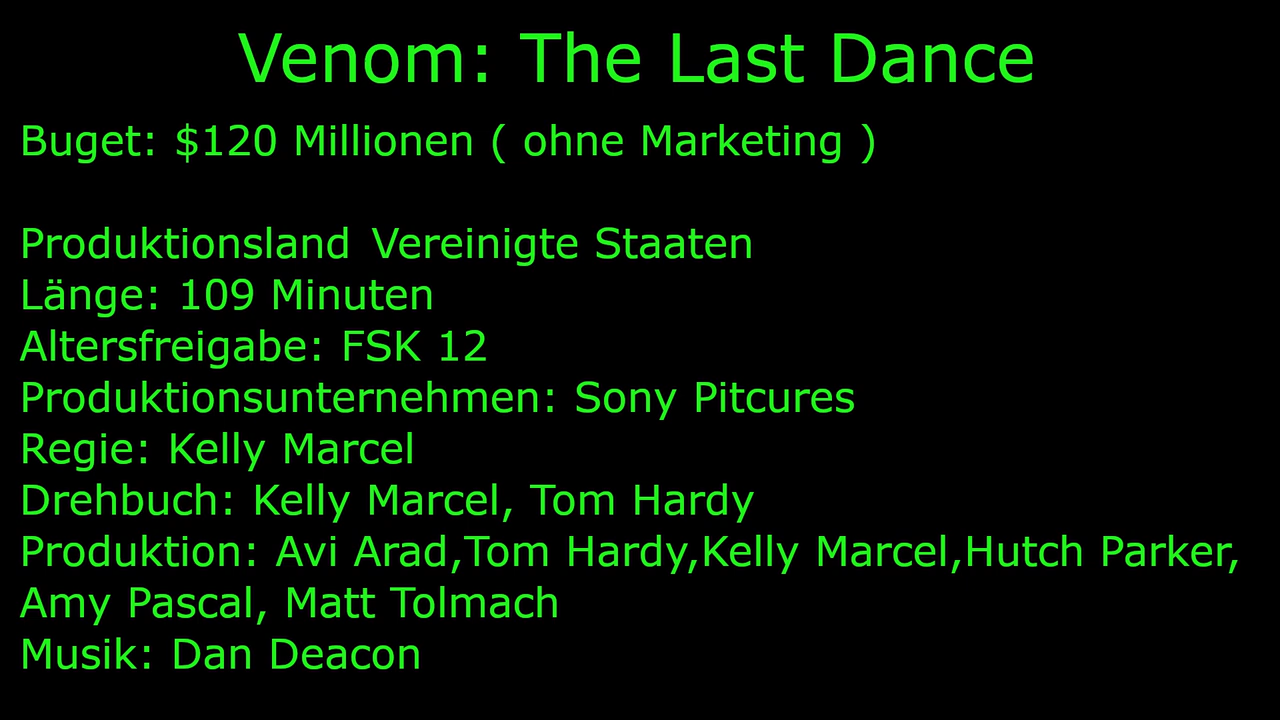 Venom: The Last Dance
Buget: $120 Millionen ( ohne Marketing )
Produktionsland Vereinigte Staaten
Länge: 109 Minuten
Altersfreigabe: FSK 12
Produktionsunternehmen: Sony Pitcures
Regie: Kelly Marcel
Drehbuch: Kelly Marcel, Tom Hardy
Produktion: Avi Arad,Tom Hardy,Kelly Marcel,Hutch Parker,
Amy Pascal, Matt Tolmach
Musik: Dan Deacon